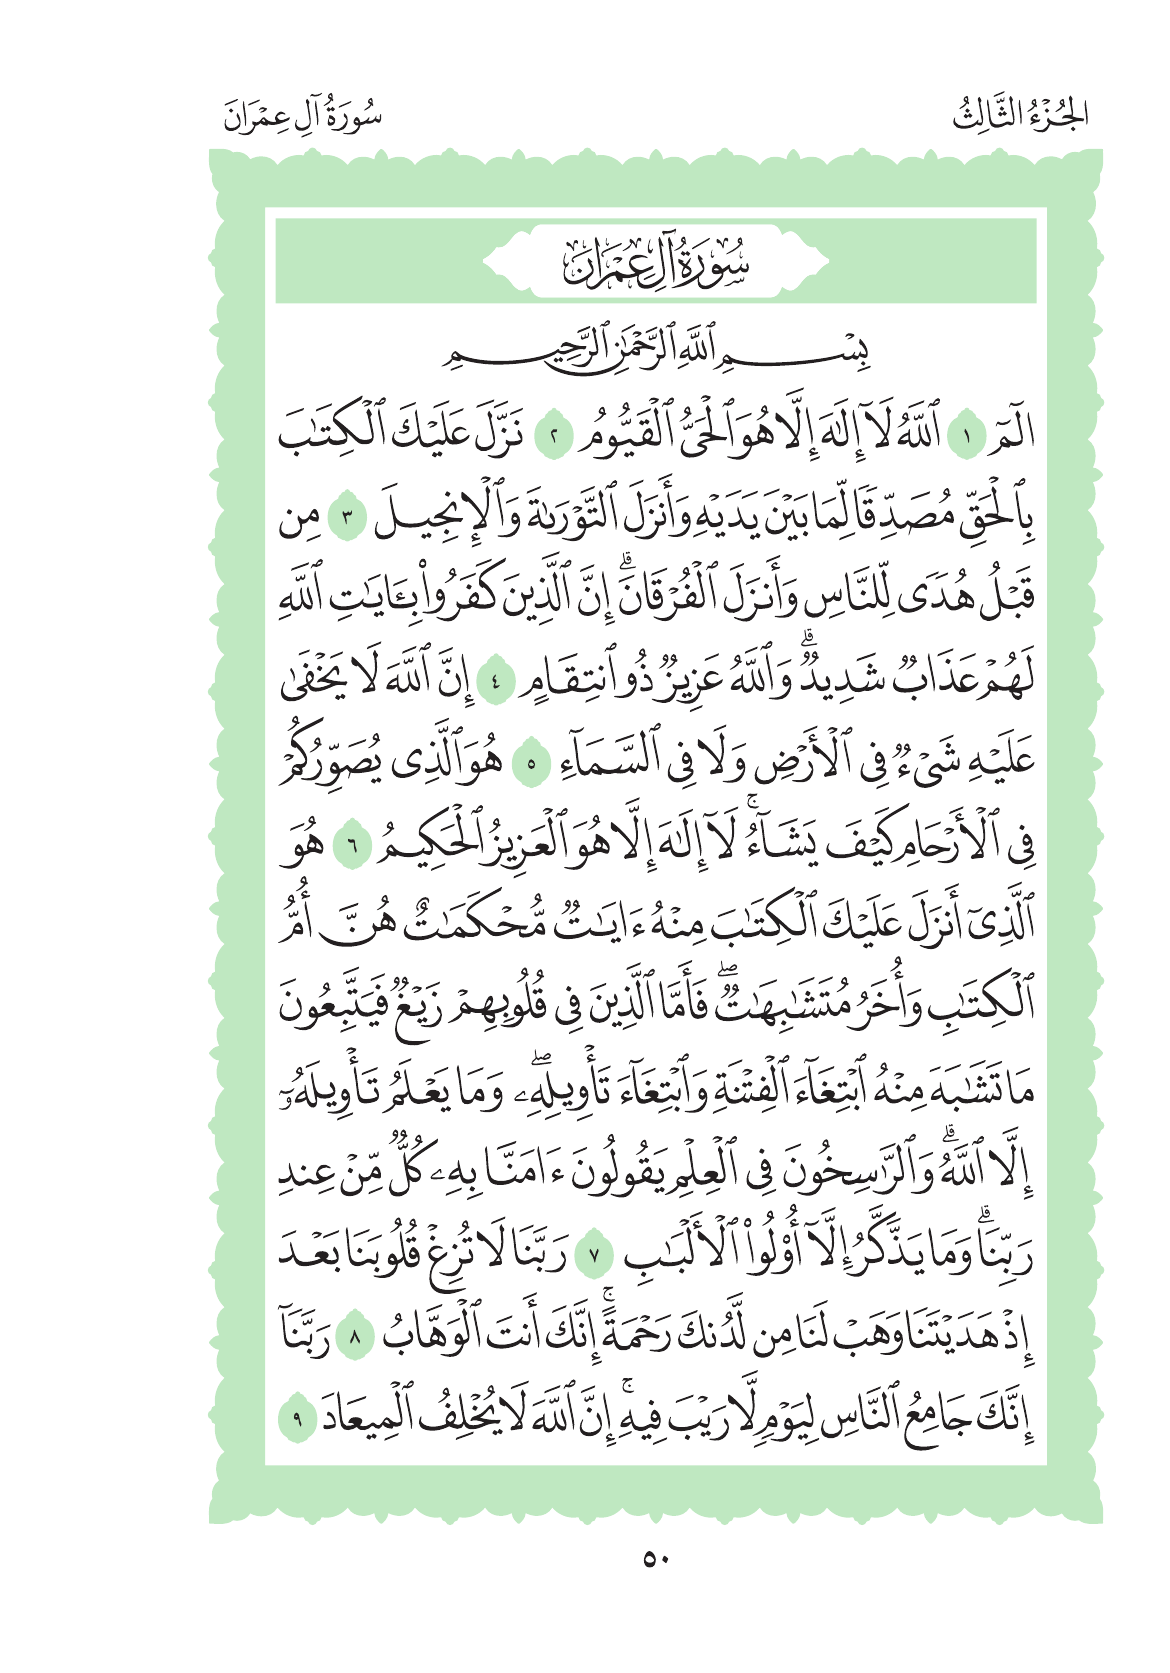 الجُزْءُ الثَّالِثُ
سُورَةُ آلِ عِمْرَانَ
سُورَةُ آلِ عِمْرَانَ
بِسْمِ ٱللَّهِ ٱلرَّحْمَٰنِ ٱلرَّحِيمِ
الٓمٓ ١ ٱللَّهُ لَآ إِلَٰهَ إِلَّا هُوَ ٱلْحَىُّ ٱلْقَيُّومُ ٢ نَزَّلَ عَلَيْكَ ٱلْكِتَٰبَ
بِٱلْحَقِّ مُصَدِّقًا لِّمَا بَيْنَ يَدَيْهِ وَأَنزَلَ ٱلتَّوْرَىٰةَ وَٱلْإِنجِيلَ ٣ مِن
قَبْلُ هُدًى لِّلنَّاسِ وَأَنزَلَ ٱلْفُرْقَانَۗ إِنَّ ٱلَّذِينَ كَفَرُوا۟ بِـَٔايَٰتِ ٱللَّهِ
لَهُمْ عَذَابٌ شَدِيدٌۗ وَٱللَّهُ عَزِيزٌ ذُو ٱنتِقَامٍ ٤ إِنَّ ٱللَّهَ لَا يَخْفَىٰ
عَلَيْهِ شَىْءٌ فِى ٱلْأَرْضِ وَلَا فِى ٱلسَّمَآءِ ٥ هُوَ ٱلَّذِى يُصَوِّرُكُمْ
فِى ٱلْأَرْحَامِ كَيْفَ يَشَآءُۚ لَآ إِلَٰهَ إِلَّا هُوَ ٱلْعَزِيزُ ٱلْحَكِيمُ ٦ هُوَ
ٱلَّذِىٓ أَنزَلَ عَلَيْكَ ٱلْكِتَٰبَ مِنْهُ ءَايَٰتٌ مُّحْكَمَٰتٌ هُنَّ أُمُّ
ٱلْكِتَٰبِ وَأُخَرُ مُتَشَٰبِهَٰتٌۖ فَأَمَّا ٱلَّذِينَ فِى قُلُوبِهِمْ زَيْغٌ فَيَتَّبِعُونَ
مَا تَشَٰبَهَ مِنْهُ ٱبْتِغَآءَ ٱلْفِتْنَةِ وَٱبْتِغَآءَ تَأْوِيلِهِۦۖ وَمَا يَعْلَمُ تَأْوِيلَهُۥٓ
إِلَّا ٱللَّهُۗ وَٱلرَّٰسِخُونَ فِى ٱلْعِلْمِ يَقُولُونَ ءَامَنَّا بِهِۦ كُلٌّ مِّنْ عِندِ
رَبِّنَاۗ وَمَا يَذَّكَّرُ إِلَّآ أُو۟لُوا۟ ٱلْأَلْبَٰبِ ٧ رَبَّنَا لَا تُزِغْ قُلُوبَنَا بَعْدَ
إِذْ هَدَيْتَنَا وَهَبْ لَنَا مِن لَّدُنكَ رَحْمَةًۚ إِنَّكَ أَنتَ ٱلْوَهَّابُ ٨ رَبَّنَآ
إِنَّكَ جَامِعُ ٱلنَّاسِ لِيَوْمٍ لَّا رَيْبَ فِيهِۚ إِنَّ ٱللَّهَ لَا يُخْلِفُ ٱلْمِيعَادَ ٩
٥٠